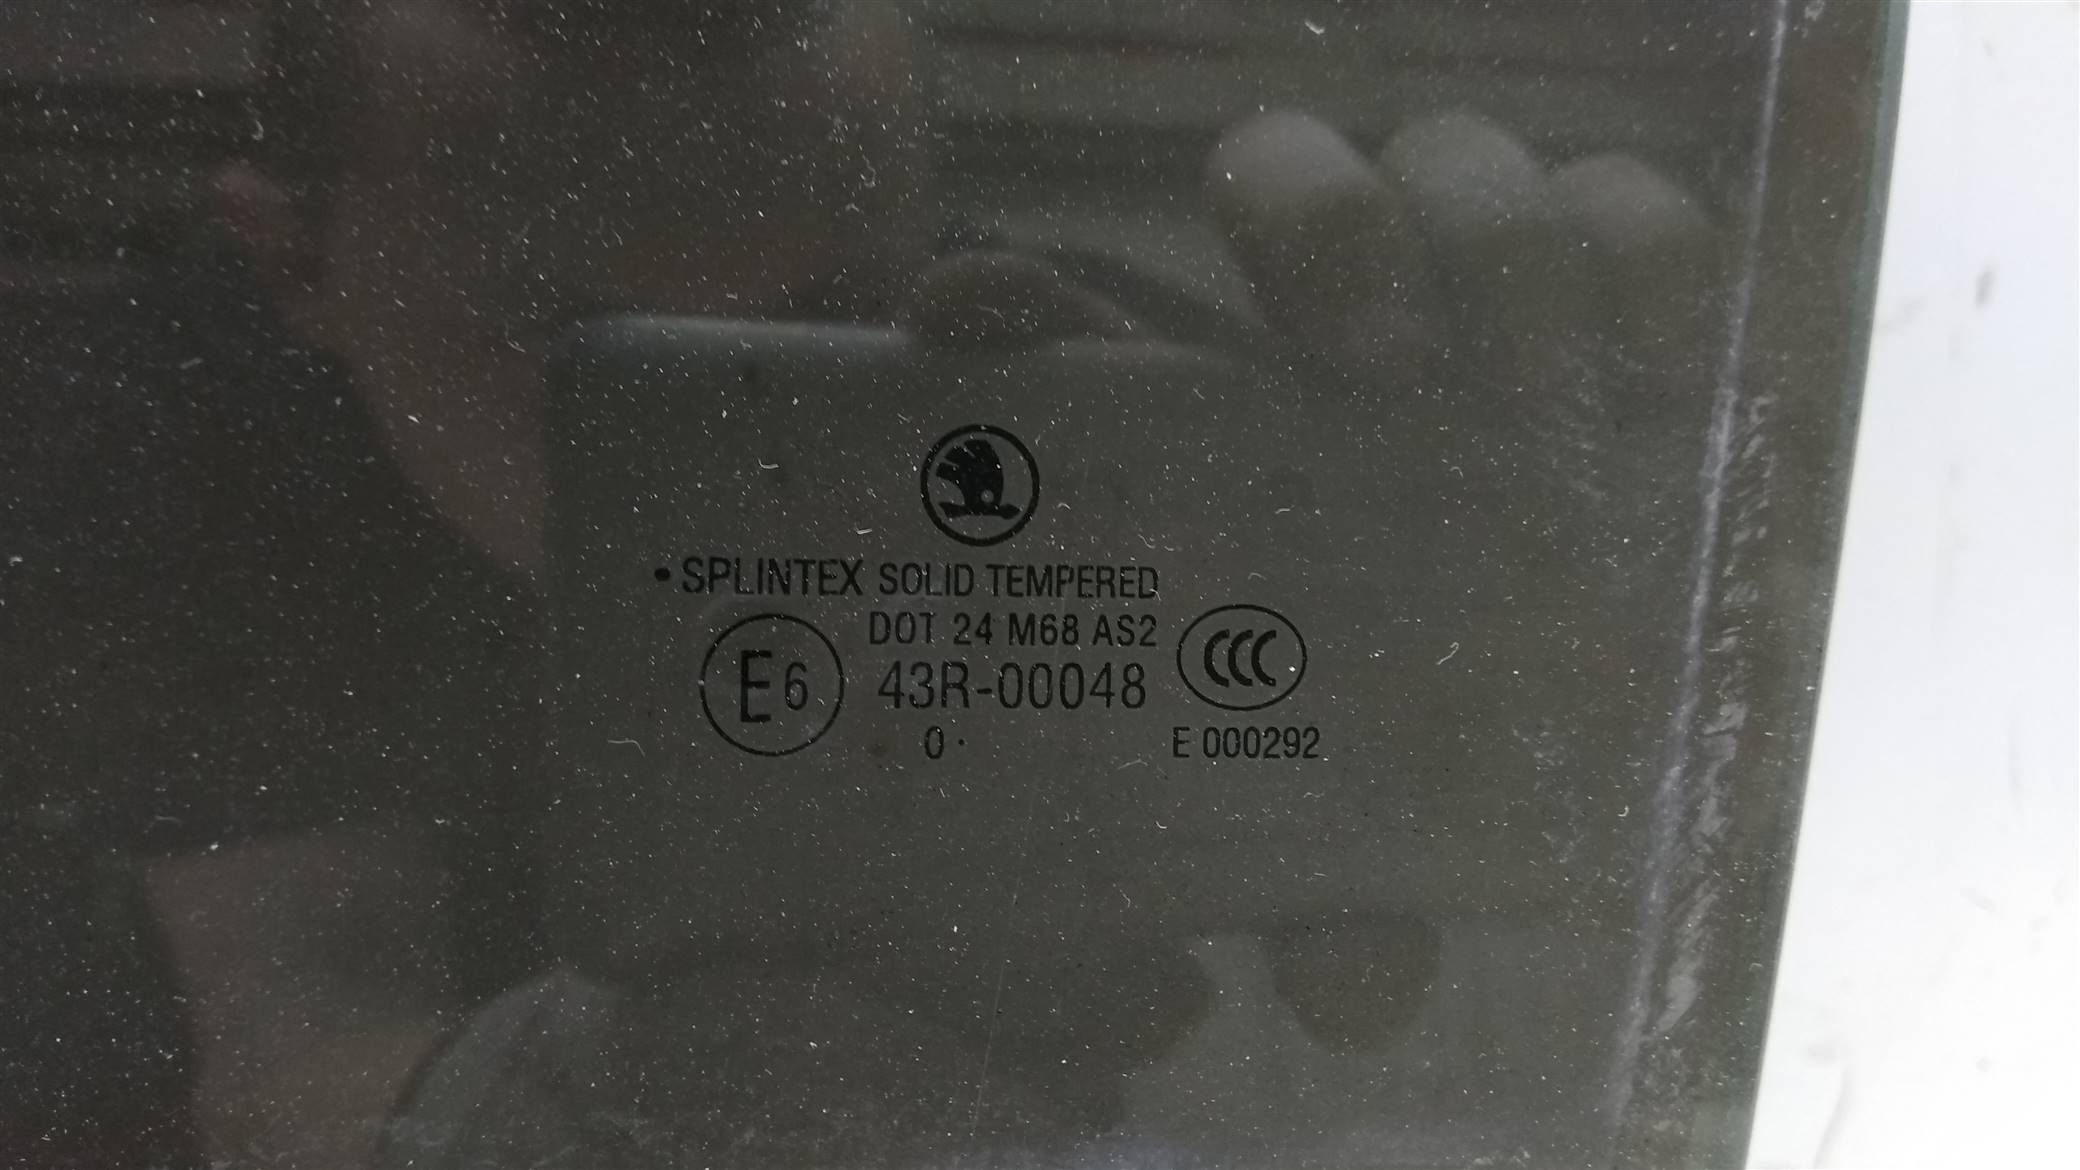 • SPLINTEX SOLID TEMPERED
DOT 24 M68 AS2
E6 43R-00048 CCC
0 · E 000292